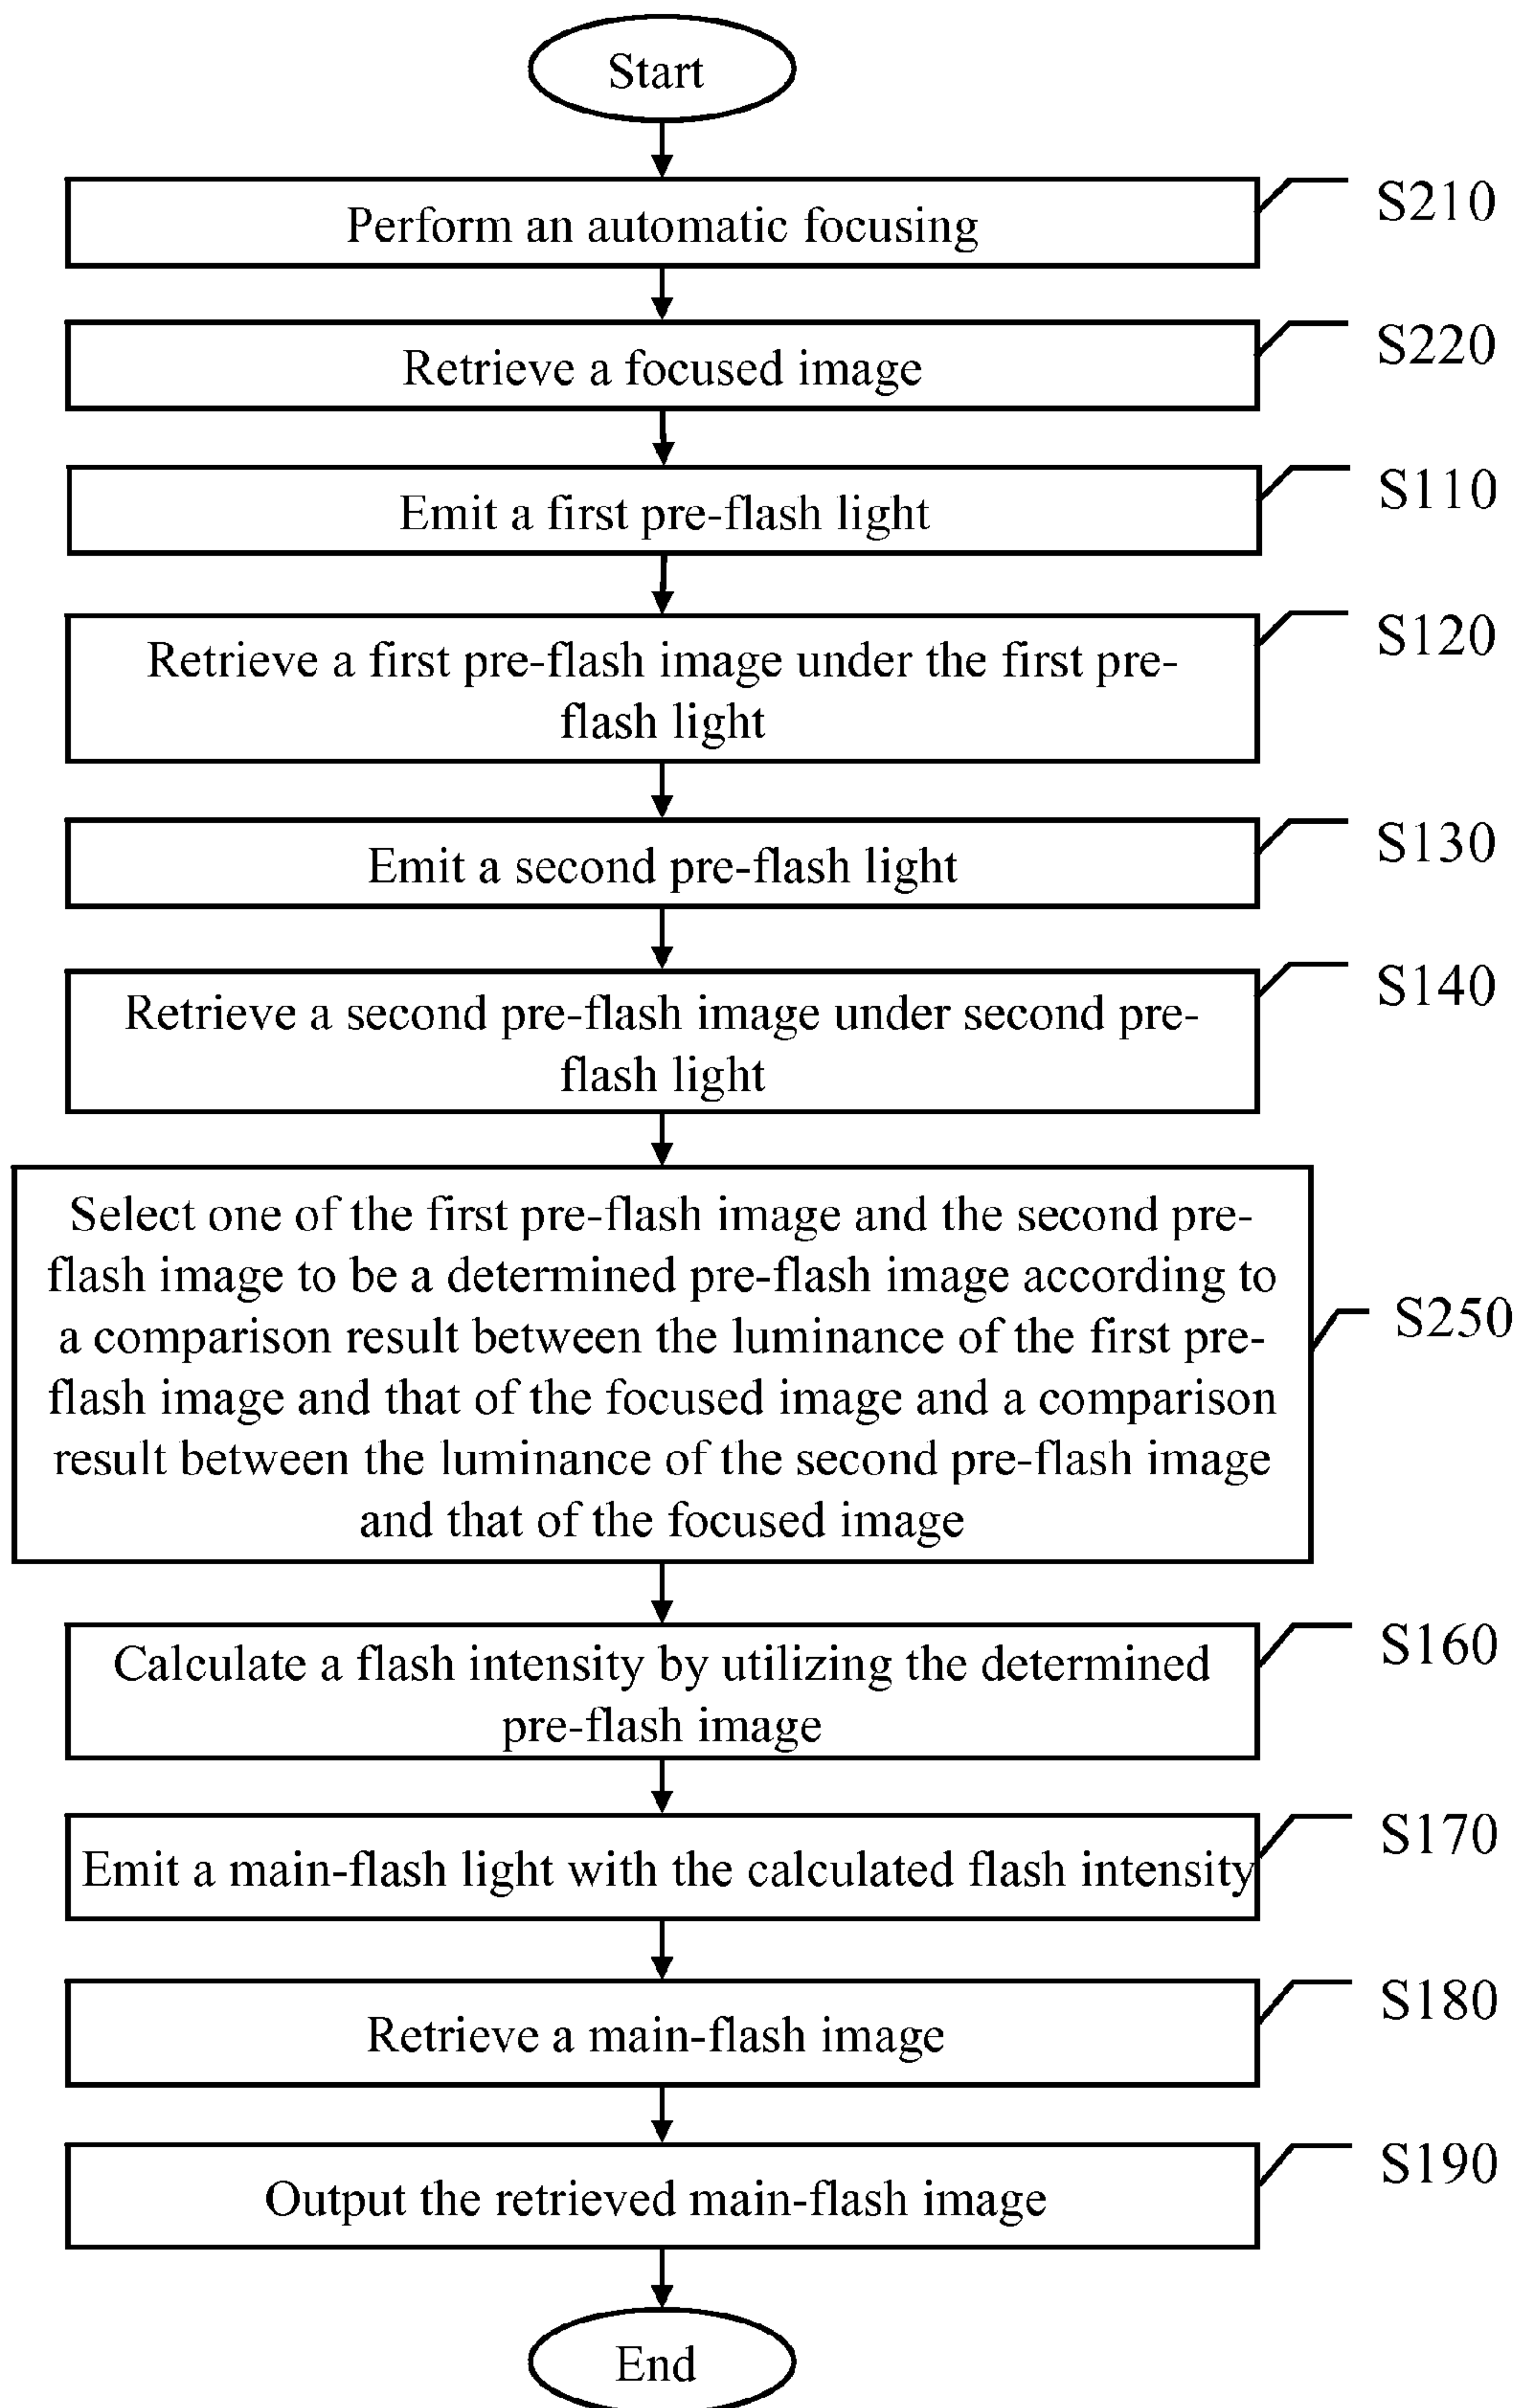 Start
Perform an automatic focusing
S210
Retrieve a focused image
S220
Emit a first pre-flash light
S110
Retrieve a first pre-flash image under the first pre-
flash light
S120
Emit a second pre-flash light
S130
Retrieve a second pre-flash image under second pre-
flash light
S140
Select one of the first pre-flash image and the second pre-
flash image to be a determined pre-flash image according to
a comparison result between the luminance of the first pre-
flash image and that of the focused image and a comparison
result between the luminance of the second pre-flash image
and that of the focused image
S250
Calculate a flash intensity by utilizing the determined
pre-flash image
S160
Emit a main-flash light with the calculated flash intensity
S170
Retrieve a main-flash image
S180
Output the retrieved main-flash image
S190
End